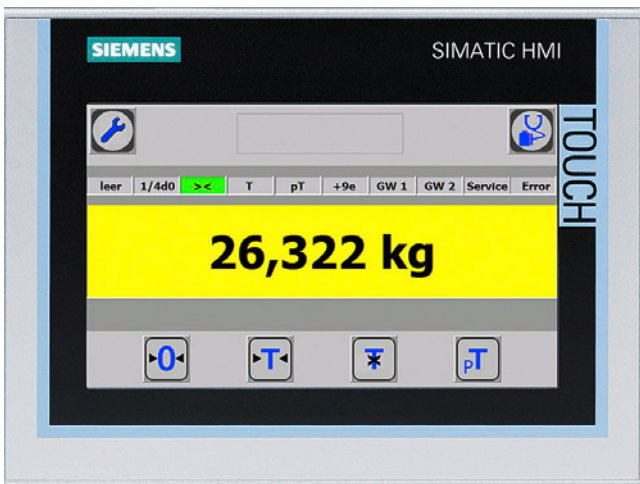 SIEMENS
SIMATIC HMI
TOUCH
leer 1/4d0 >< T pT +9e GW 1 GW 2 Service Error
26,322 kg
0 T T pT